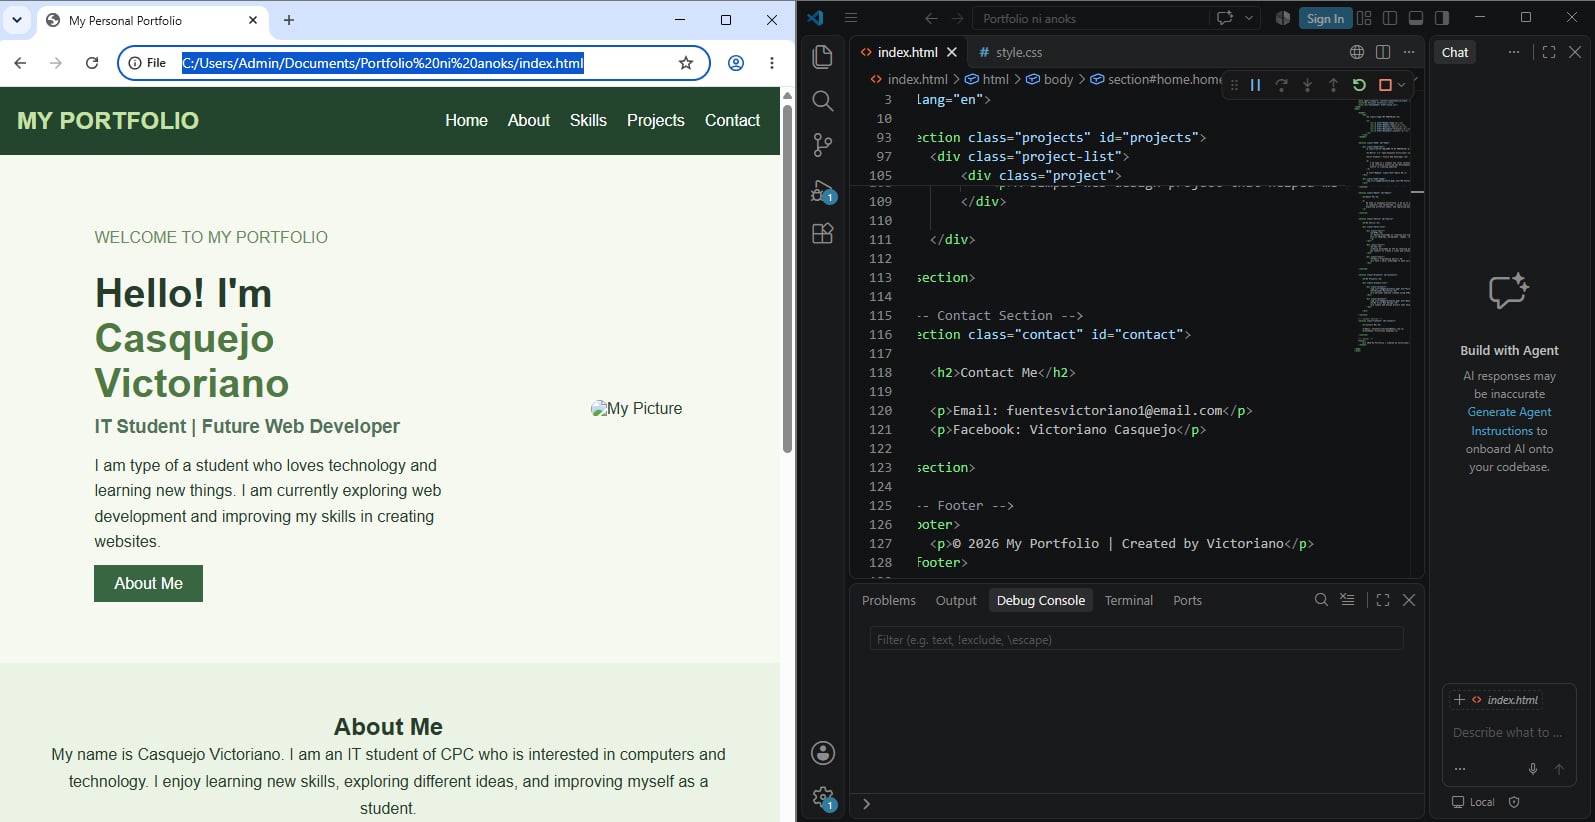 My Personal Portfolio
File
C:/Users/Admin/Documents/Portfolio%20ni%20anoks/index.html
MY PORTFOLIO
Home
About
Skills
Projects
Contact
WELCOME TO MY PORTFOLIO
Hello! I'm
Casquejo
Victoriano
IT Student | Future Web Developer
I am type of a student who loves technology and
learning new things. I am currently exploring web
development and improving my skills in creating
websites.
My Picture
About Me
About Me
My name is Casquejo Victoriano. I am an IT student of CPC who is interested in computers and
technology. I enjoy learning new skills, exploring different ideas, and improving myself as a
student.
Portfolio ni anoks
Sign In
index.html
# style.css
index.html > html > body > section#home.home
3 lang="en">
10
93 ection class="projects" id="projects">
97 <div class="project-list">
105 <div class="project">
109 </div>
110
111 </div>
112
113 section>
114
115 -- Contact Section -->
116 ection class="contact" id="contact">
117
118 <h2>Contact Me</h2>
119
120 <p>Email: fuentesvictoriano1@email.com</p>
121 <p>Facebook: Victoriano Casquejo</p>
122
123 section>
124
125 -- Footer -->
126 ooter>
127 <p>© 2026 My Portfolio | Created by Victoriano</p>
128 footer>
Problems
Output
Debug Console
Terminal
Ports
Filter (e.g. text, !exclude, \escape)
1
1
Chat
Build with Agent
AI responses may
be inaccurate
Generate Agent
Instructions to
onboard AI onto
your codebase.
index.html
Describe what to ...
Local